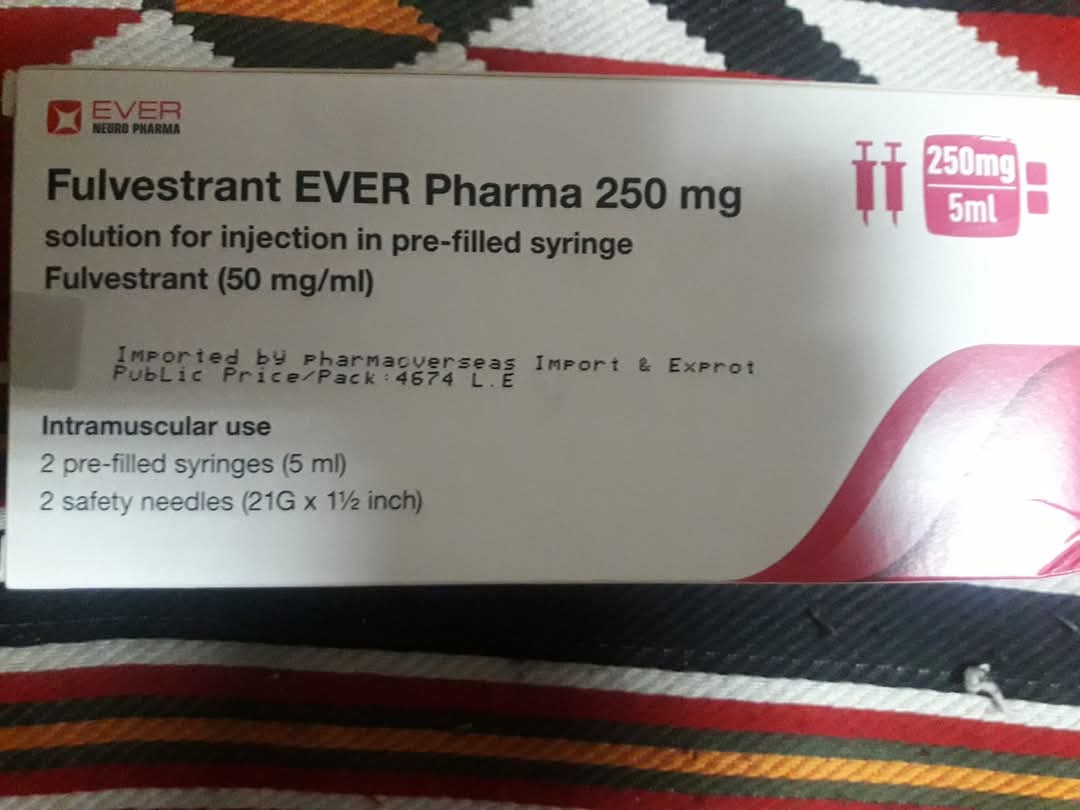 EVER
NEURO PHARMA
Fulvestrant EVER Pharma 250 mg
solution for injection in pre-filled syringe
Fulvestrant (50 mg/ml)
250mg
5ml
Imported by pharmaoverseas Import & Exprot
Public Price/Pack:4674 L.E
Intramuscular use
2 pre-filled syringes (5 ml)
2 safety needles (21G x 1½ inch)